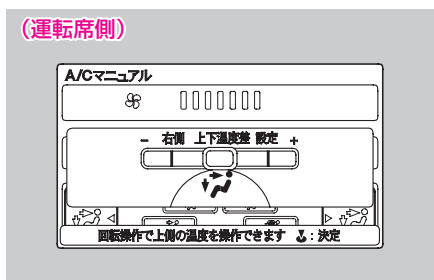 （運転席側）
A/Cマニュアル
− 右側 上下温度差 設定 +
回転操作で上側の温度を操作できます :決定